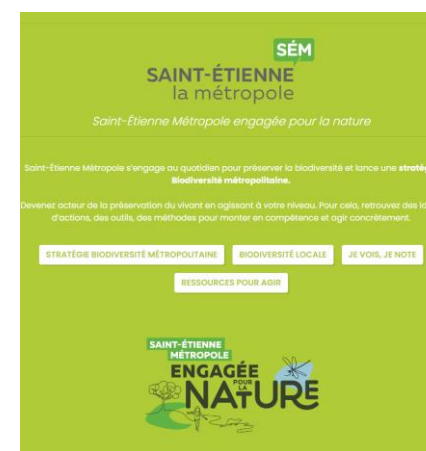 SÉM
SAINT-ÉTIENNE
la métropole
Saint-Étienne Métropole engagée pour la nature
Saint-Étienne Métropole s'engage au quotidien pour préserver la biodiversité et lance une
Biodiversité métropolitaine.
Devenez acteur de la préservation du vivant en agissant à votre niveau. Pour cela, retrouvez des
d'actions, des outils, des méthodes pour monter en compétence et agir concrètement.
STRATÉGIE BIODIVERSITÉ MÉTROPOLITAINE BIODIVERSITÉ LOCALE JE VOIS, JE NOTE
RESSOURCES POUR AGIR
SAINT-ÉTIENNE
MÉTROPOLE
ENGAGÉE
POUR
LA
NATURE